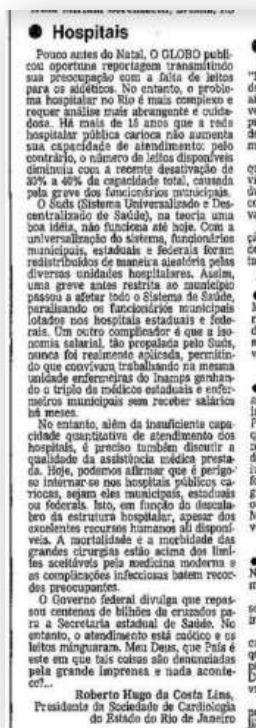 Hospitais
Pouco antes do Natal, O GLOBO publi-
cou oportune reportagem transmitindo
sua preocupação com a falta de leitos
para os aidéticos. No entanto, o proble-
ma hospitalar no Rio é mais complexo e
requer análise mais abrangente e cuida-
dosa. Há mais de 15 anos que a rede
hospitalar pública carioca não aumenta
sua capacidade de atendimento: pelo
contrário, o número de leitos disponíveis
diminuiu com a recente desativação de
30% a 40% da capacidade total, causada
pela greve dos funcionários municipais.
O Suds (Sistema Universalizado e Des-
centralizado de Saúde), na teoria uma
boa idéia, não funciona até hoje. Com a
universalização do sistema, funcionários
municipais, estaduais e federais foram
redistribuídos de maneira aleatória pelas
diversas unidades hospitalares. Assim,
uma greve antes restrita ao município
passou a afetar todo o Sistema de Saúde,
paralisando os funcionários municipais
lotados nos hospitais estaduais e fede-
rais. Um outro complicador é que a iso-
nomia salarial, tão propalada pelo Suds,
nunca foi realmente aplicada, permitin-
do que convivam trabalhando na mesma
unidade enfermeiras do Inamps ganhan-
do o triplo de médicos estaduais e enfer-
meiros municipais sem receber salários
há meses.
No entanto, além da insuficiente capa-
cidade quantitativa de atendimento dos
hospitais, é preciso também discutir a
qualidade da assistência médica presta-
da. Hoje, podemos afirmar que é perigo-
so internar-se nos hospitais públicos ca-
riocas, sejam eles municipais, estaduais
ou federais. Isto, em função do descala-
bro da estrutura hospitalar, apesar dos
excelentes recursos humanos ali disponí-
veis. A mortalidade e a morbidade das
grandes cirurgias estão acima dos limi-
tes aceitáveis pela medicina moderna e
as complicações infecciosas batem recor-
des preocupantes.
O Governo federal divulga que repas-
sou centenas de bilhões de cruzados pa-
ra a Secretaria estadual de Saúde. No
entanto, o atendimento está caótico e os
leitos minguaram. Meu Deus, que País é
este em que tais coisas são denunciadas
pela grande imprensa e nada aconte-
ce?...
Roberto Hugo da Costa Lins,
Presidente da Sociedade de Cardiologia
do Estado do Rio de Janeiro